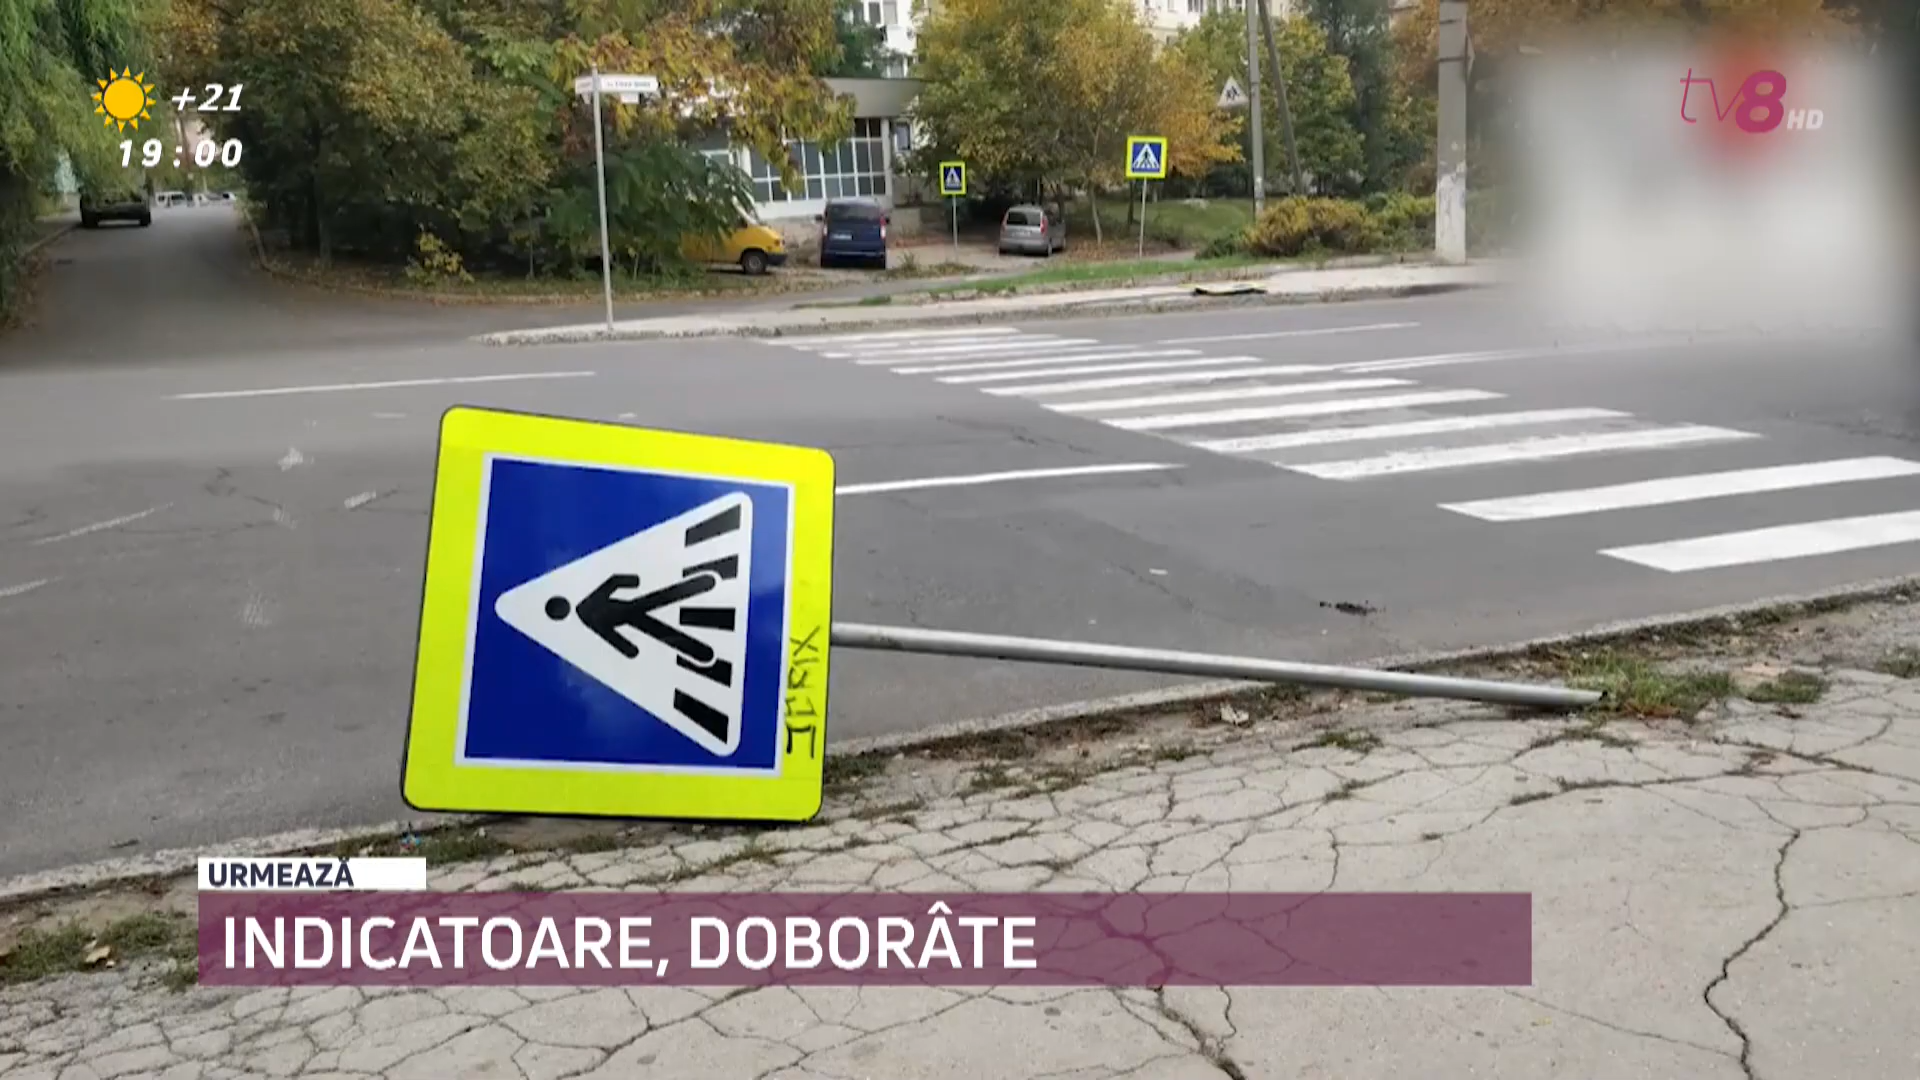 +21
19:00
tv8 HD
URMEAZĂ
INDICATOARE, DOBORÂTE